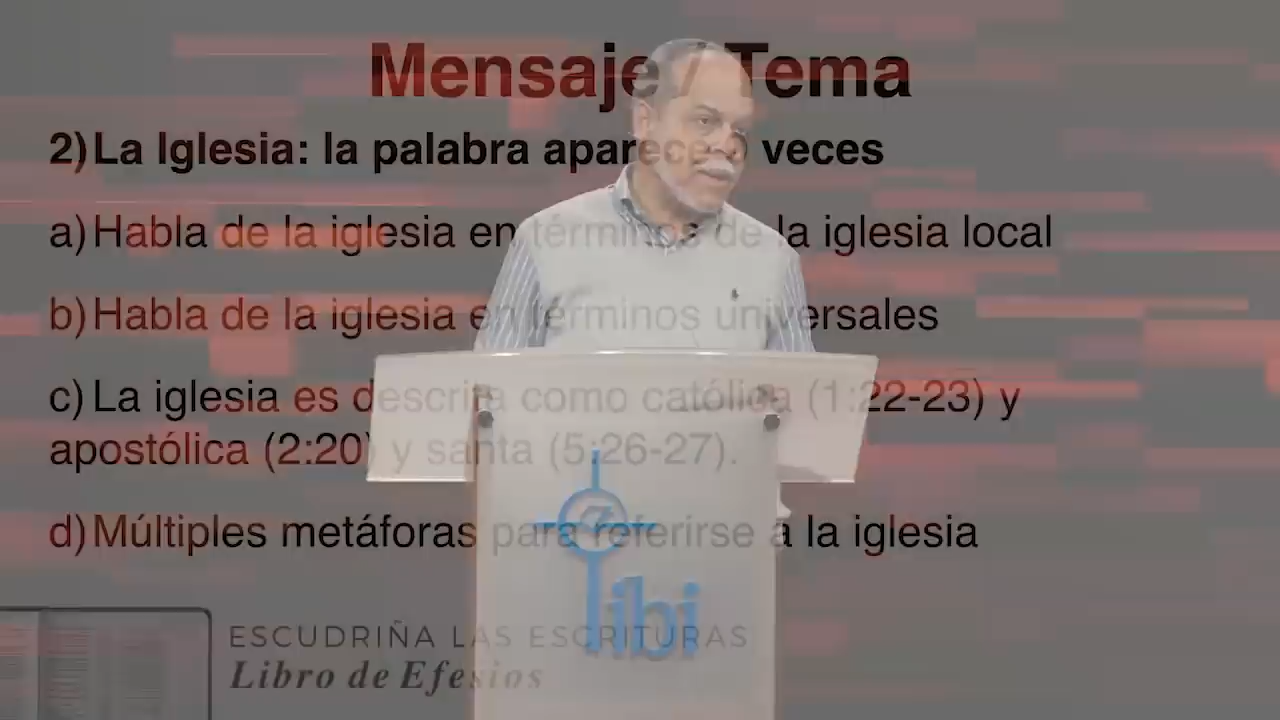 Mensaje / Tema
2) La Iglesia: la palabra aparece veces
a) Habla de la iglesia en términos de la iglesia local
b) Habla de la iglesia en términos universales
c) La iglesia es descrita como católica (1:22-23) y
apostólica (2:20) y santa (5:26-27).
d) Múltiples metáforas para referirse a la iglesia
ibi
ESCUDRIÑA LAS ESCRITURAS
Libro de Efesios